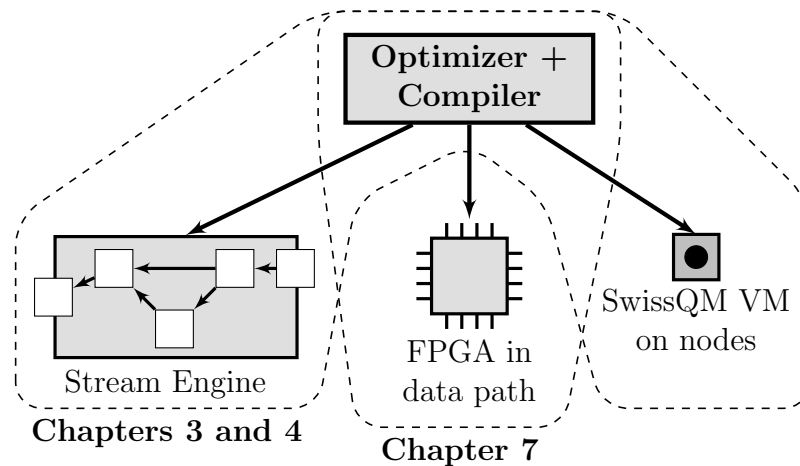 Optimizer +
Compiler
Stream Engine
FPGA in
data path
SwissQM VM
on nodes
Chapters 3 and 4
Chapter 7